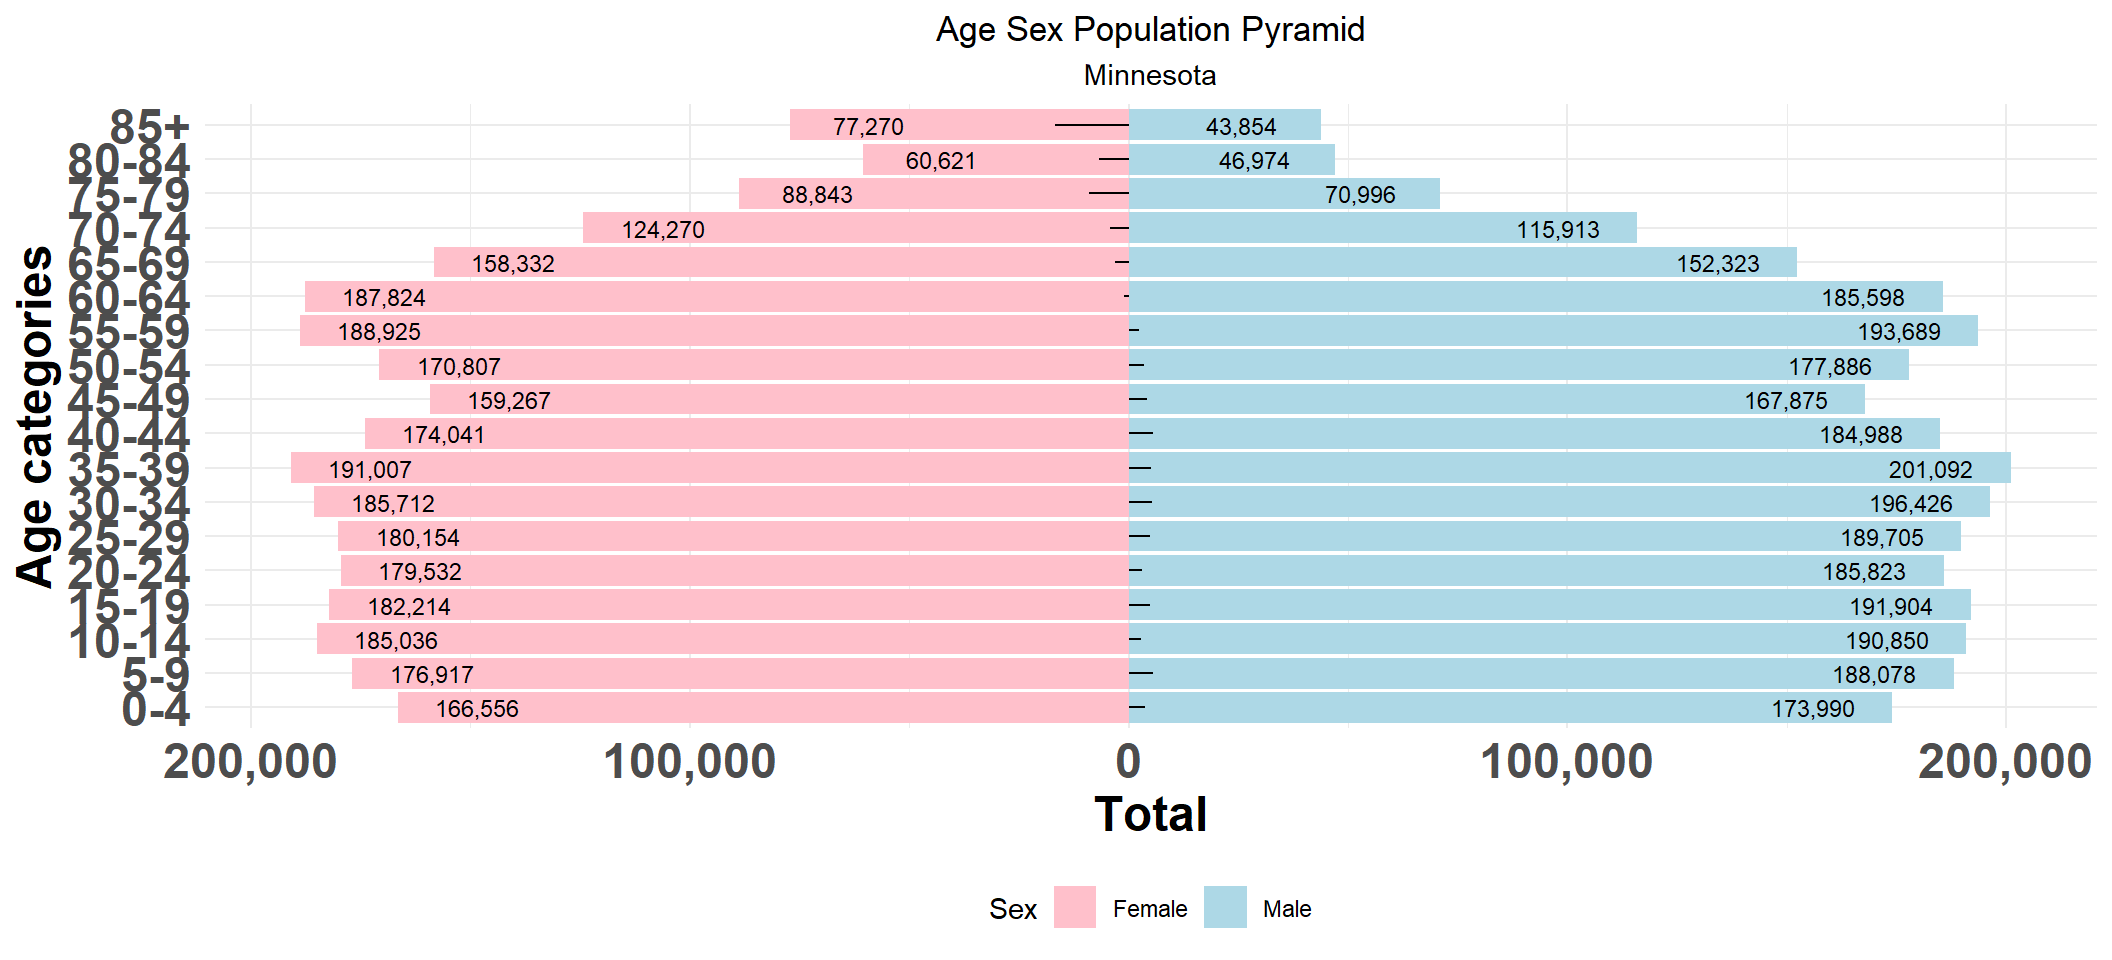 Age Sex Population Pyramid
Minnesota
Age categories
85+ 77,270 43,854
80-84 60,621 46,974
75-79 88,843 70,996
70-74 124,270 115,913
65-69 158,332 152,323
60-64 187,824 185,598
55-59 188,925 193,689
50-54 170,807 177,886
45-49 159,267 167,875
40-44 174,041 184,988
35-39 191,007 201,092
30-34 185,712 196,426
25-29 180,154 189,705
20-24 179,532 185,823
15-19 182,214 191,904
10-14 185,036 190,850
5-9 176,917 188,078
0-4 166,556 173,990
200,000 100,000 0 100,000 200,000
Total
Sex Female Male